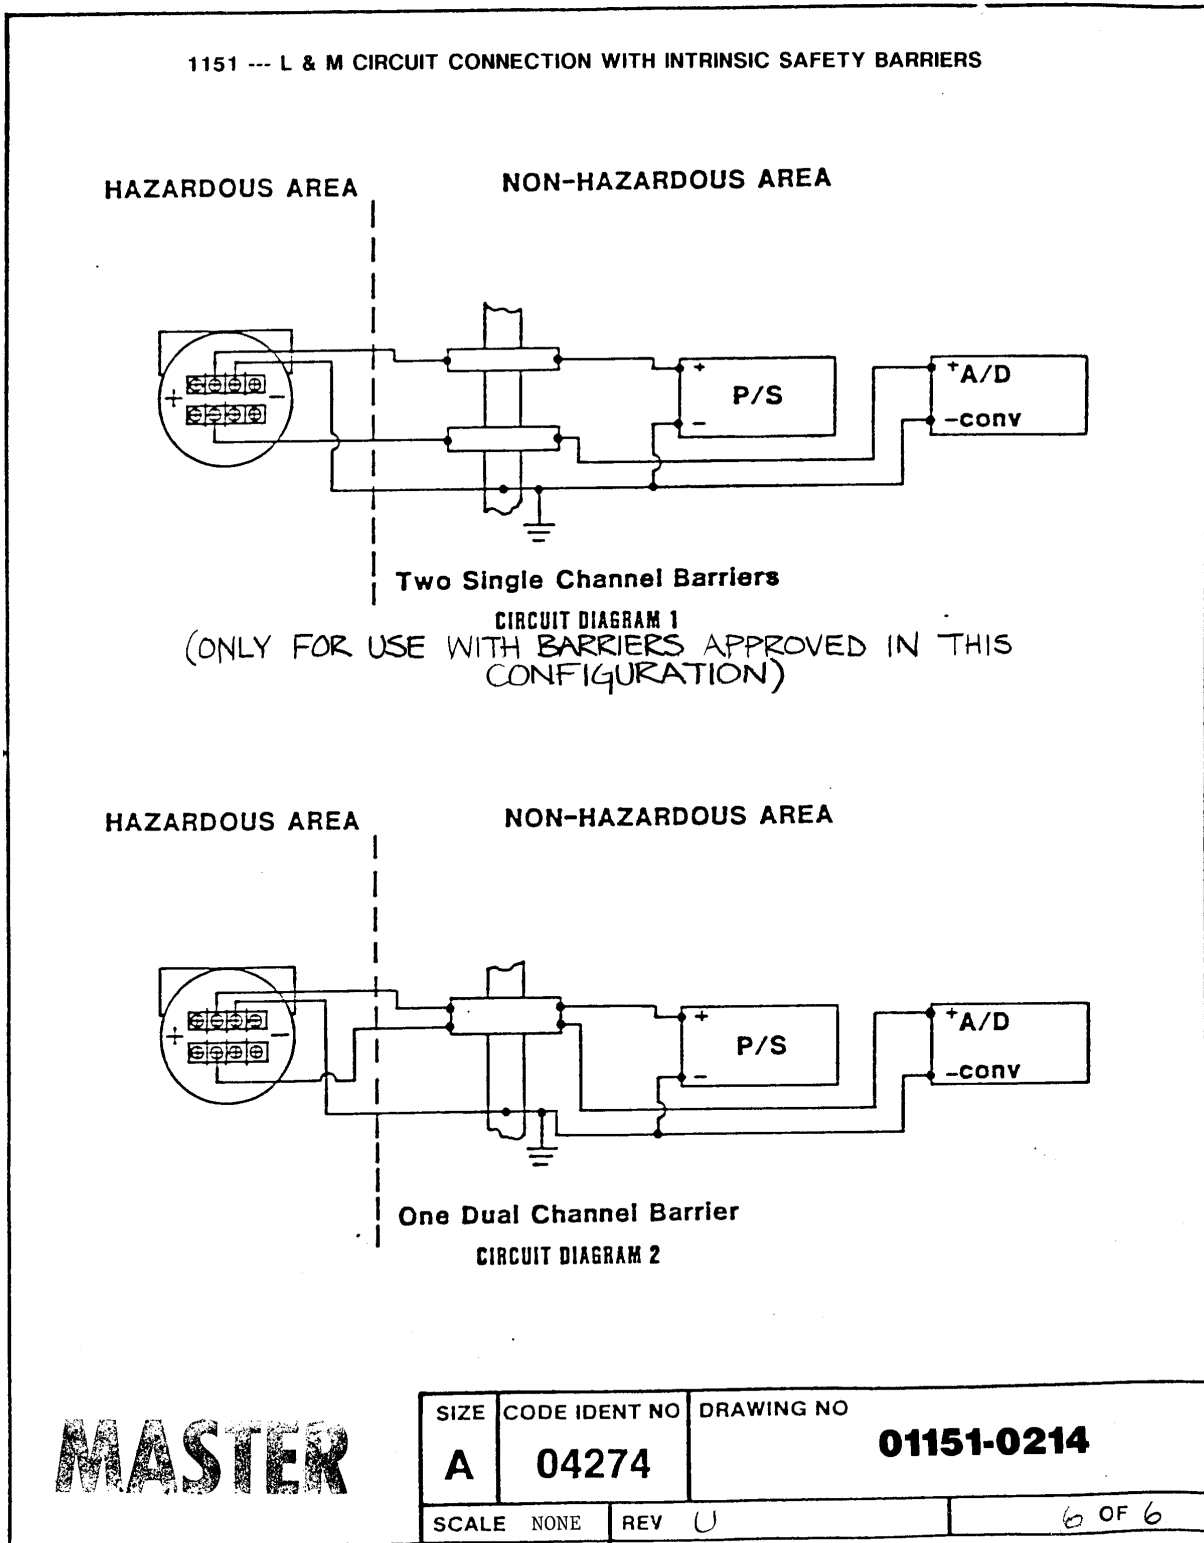 1151 --- L & M CIRCUIT CONNECTION WITH INTRINSIC SAFETY BARRIERS
HAZARDOUS AREA
NON-HAZARDOUS AREA
+
-
+
P/S
-
+A/D
-conv
Two Single Channel Barriers
CIRCUIT DIAGRAM 1
(ONLY FOR USE WITH BARRIERS APPROVED IN THIS
CONFIGURATION)
HAZARDOUS AREA
NON-HAZARDOUS AREA
+
-
+
P/S
-
+A/D
-conv
One Dual Channel Barrier
CIRCUIT DIAGRAM 2
MASTER
SIZE
A
CODE IDENT NO
04274
DRAWING NO
01151-0214
SCALE NONE
REV U
6 OF 6